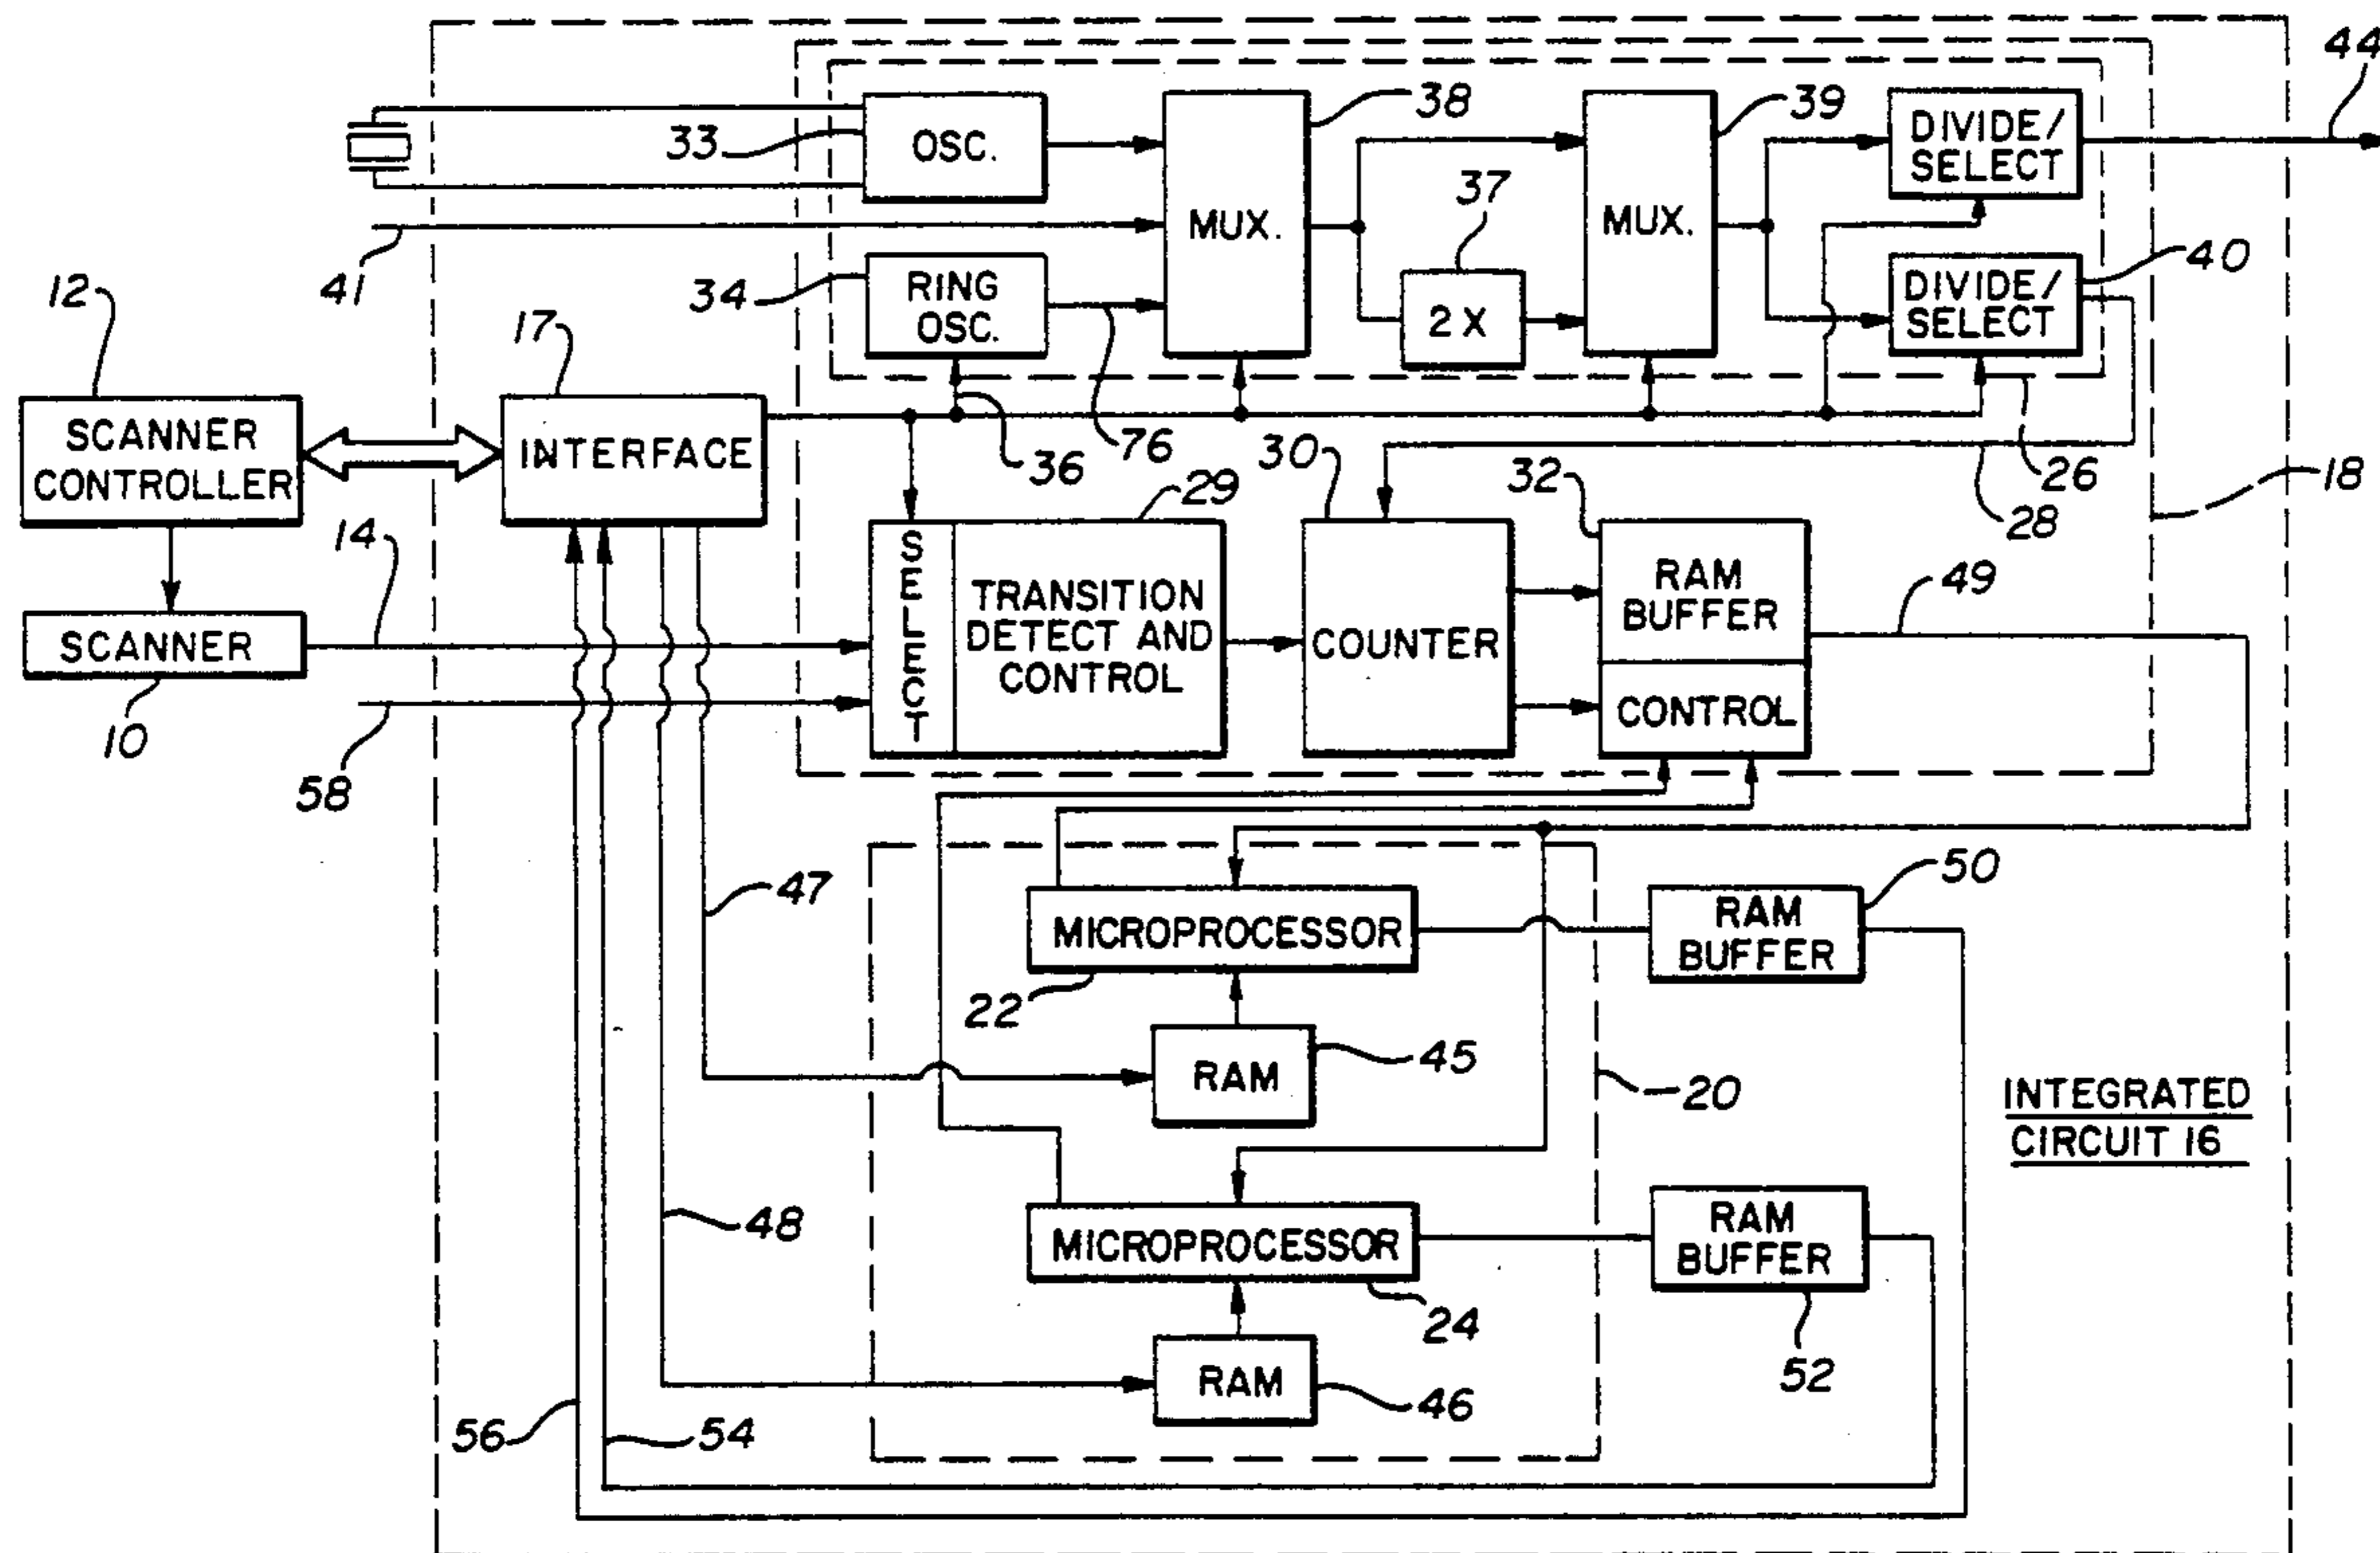 44
38
39
33
OSC.
DIVIDE/
SELECT
37
MUX.
MUX.
40
41
34
RING
OSC.
2X
DIVIDE/
SELECT
12
17
76
36
30
32
26
18
SCANNER
CONTROLLER
INTERFACE
29
28
14
SELECT
TRANSITION
DETECT AND
CONTROL
COUNTER
RAM
BUFFER
49
SCANNER
CONTROL
10
58
47
50
MICROPROCESSOR
RAM
BUFFER
22
45
RAM
20
INTEGRATED
CIRCUIT 16
48
MICROPROCESSOR
RAM
BUFFER
24
RAM
46
52
56
54